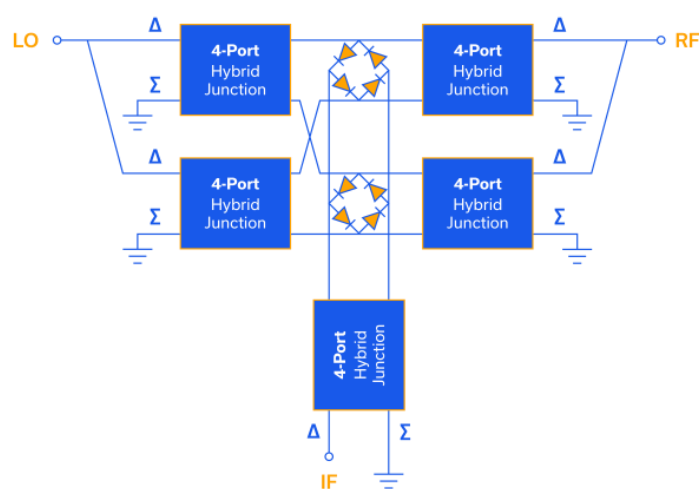 LO
Δ
4-Port
Hybrid
Junction
Σ
4-Port
Hybrid
Junction
Δ
RF
Σ
Δ
4-Port
Hybrid
Junction
Σ
4-Port
Hybrid
Junction
Δ
Σ
4-Port
Hybrid
Junction
Δ
Σ
IF